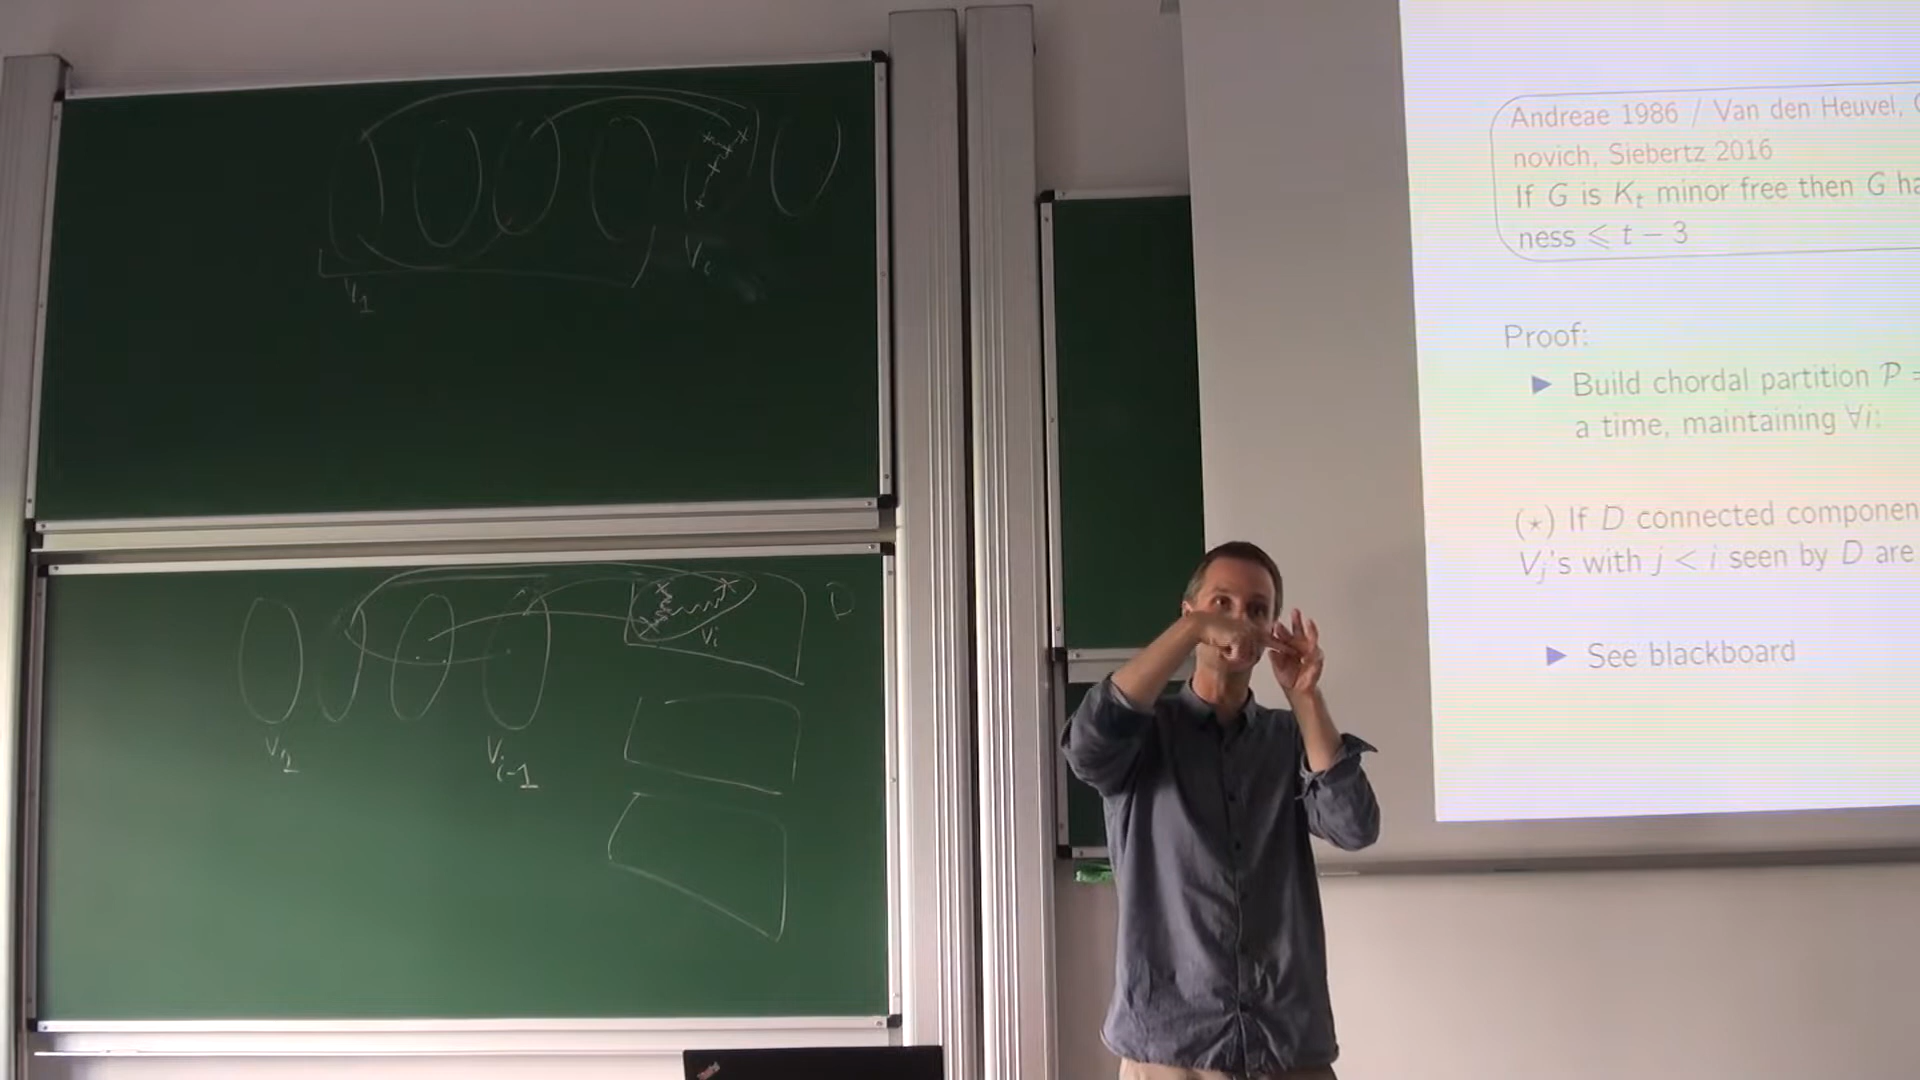 V_1
V_i
V_1
V_{i-1}
V_i
D
Andreae 1986 / Van den Heuvel,
novich, Siebertz 2016
If G is K_t minor free then G ha
ness ⩽ t − 3
Proof:
▶ Build chordal partition 𝒫 =
a time, maintaining ∀i:
(⋆) If D connected componen
V_j's with j < i seen by D are
▶ See blackboard